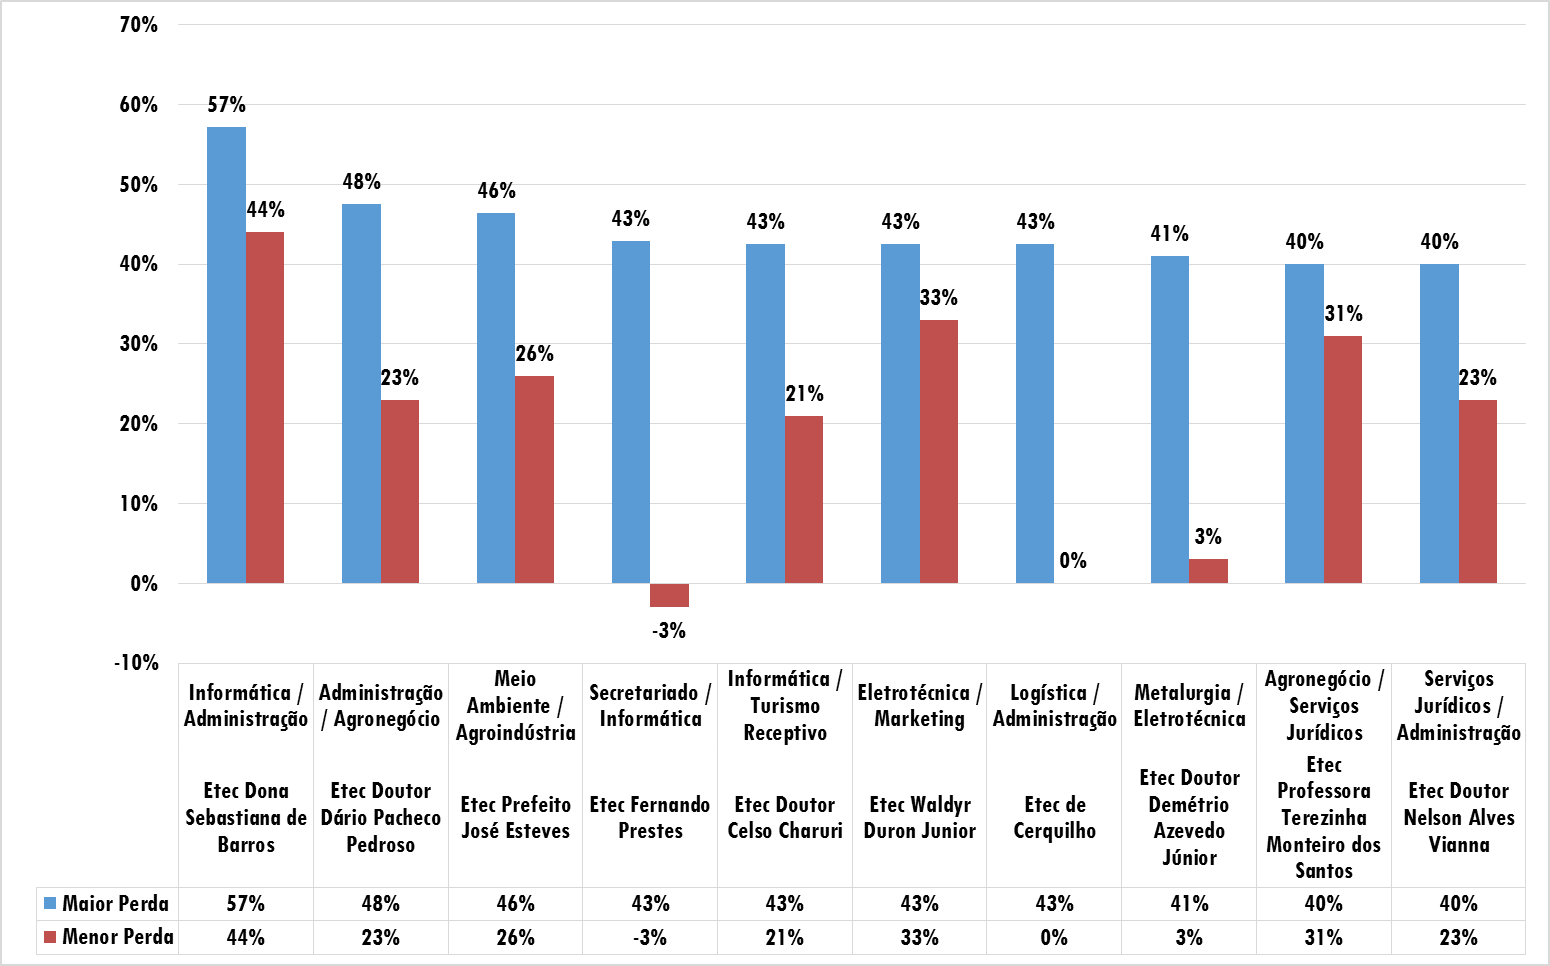 70%
60%
50%
40%
30%
20%
10%
0%
-10%
57%
44%
48%
23%
46%
26%
43%
-3%
43%
21%
43%
33%
43%
0%
41%
3%
40%
31%
40%
23%
Informática /
Administração
Administração
/ Agronegócio
Meio
Ambiente /
Agroindústria
Secretariado /
Informática
Informática /
Turismo
Receptivo
Eletrotécnica /
Marketing
Logística /
Administração
Metalurgia /
Eletrotécnica
Agronegócio /
Serviços
Jurídicos
Serviços
Jurídicos /
Administração
Etec Dona
Sebastiana de
Barros
Etec Doutor
Dário Pacheco
Pedroso
Etec Prefeito
José Esteves
Etec Fernando
Prestes
Etec Doutor
Celso Charuri
Etec Waldyr
Duron Junior
Etec de
Cerquilho
Etec Doutor
Demétrio
Azevedo
Júnior
Etec
Professora
Terezinha
Monteiro dos
Santos
Etec Doutor
Nelson Alves
Vianna
Maior Perda 57% 48% 46% 43% 43% 43% 43% 41% 40% 40%
Menor Perda 44% 23% 26% -3% 21% 33% 0% 3% 31% 23%